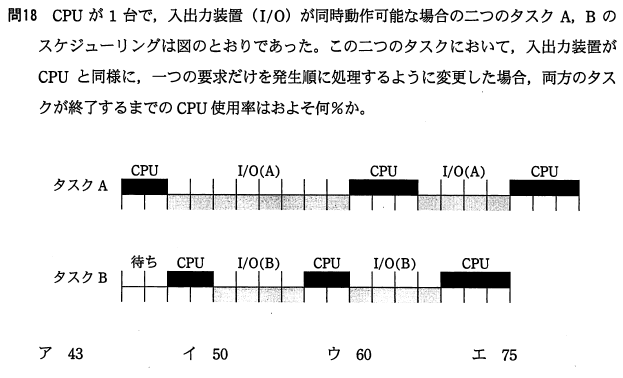 問18 CPU が 1 台で,入出力装置(I/O)が同時動作可能な場合の二つのタスク A,B の
スケジューリングは図のとおりであった。この二つのタスクにおいて,入出力装置が
CPU と同様に,一つの要求だけを発生順に処理するように変更した場合,両方のタス
クが終了するまでの CPU 使用率はおよそ何%か。
CPU I/O(A) CPU I/O(A) CPU
タスク A
待ち CPU I/O(B) CPU I/O(B) CPU
タスク B
ア 43 イ 50 ウ 60 エ 75